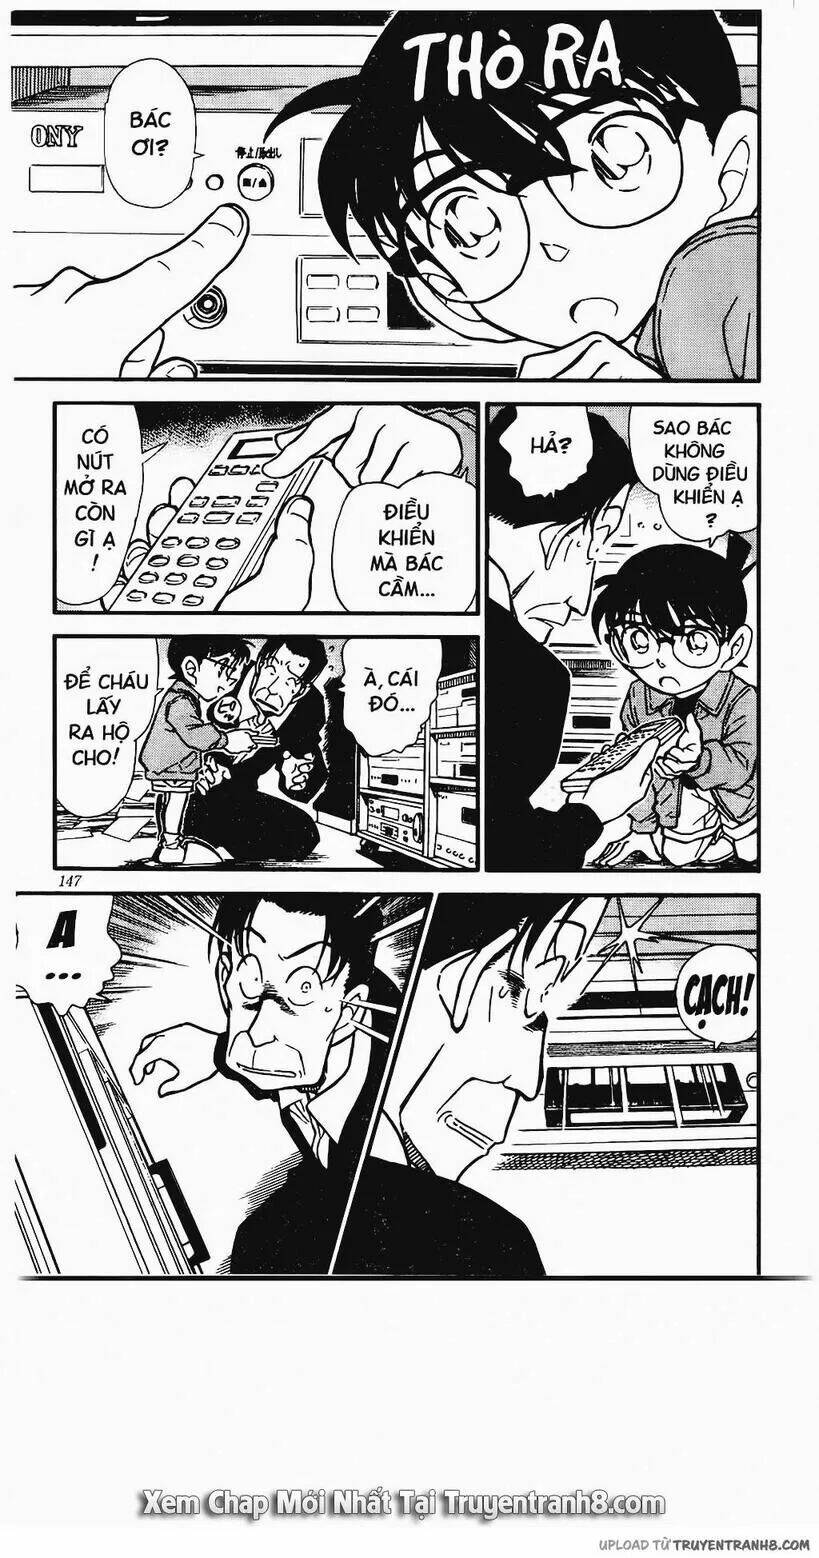 THÒ RA
BÁC
ƠI?
ONY
停止/取出し
■/▲
SAO BÁC
KHÔNG
DÙNG ĐIỀU
KHIỂN Ạ
?
HẢ?
ĐIỀU
KHIỂN
MÀ BÁC
CẦM...
CÓ
NÚT
MỞ RA
CÒN
GÌ Ạ
!
À, CÁI
ĐÓ...
ĐỂ CHÁU
LẤY
RA HỘ
CHO!
147
CẠCH!
A
...
Xem Chap Mới Nhất Tại Truyentranh8.com
UPLOAD TỪ TRUYENTRANH8.COM